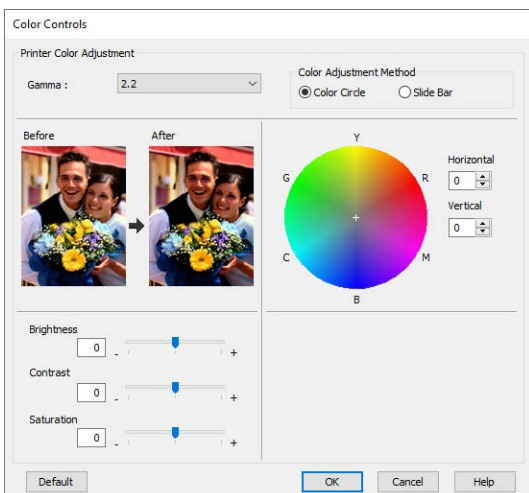 Color Controls
Printer Color Adjustment
Gamma :
2.2
Color Adjustment Method
Color Circle
Slide Bar
Before
After
Y
G
R
C
M
B
Horizontal
0
Vertical
0
Brightness
0
-
+
Contrast
0
-
+
Saturation
0
-
+
Default
OK
Cancel
Help